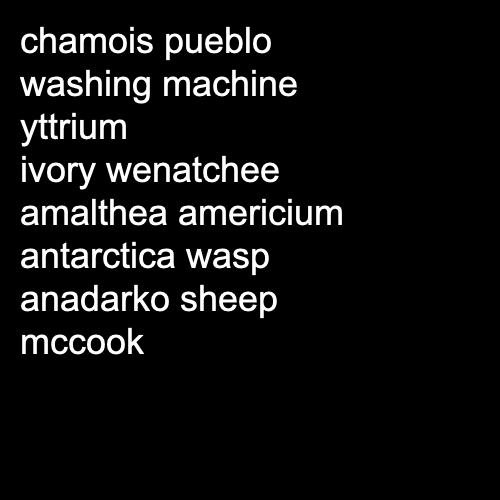 chamois pueblo
washing machine
yttrium
ivory wenatchee
amalthea americium
antarctica wasp
anadarko sheep
mccook